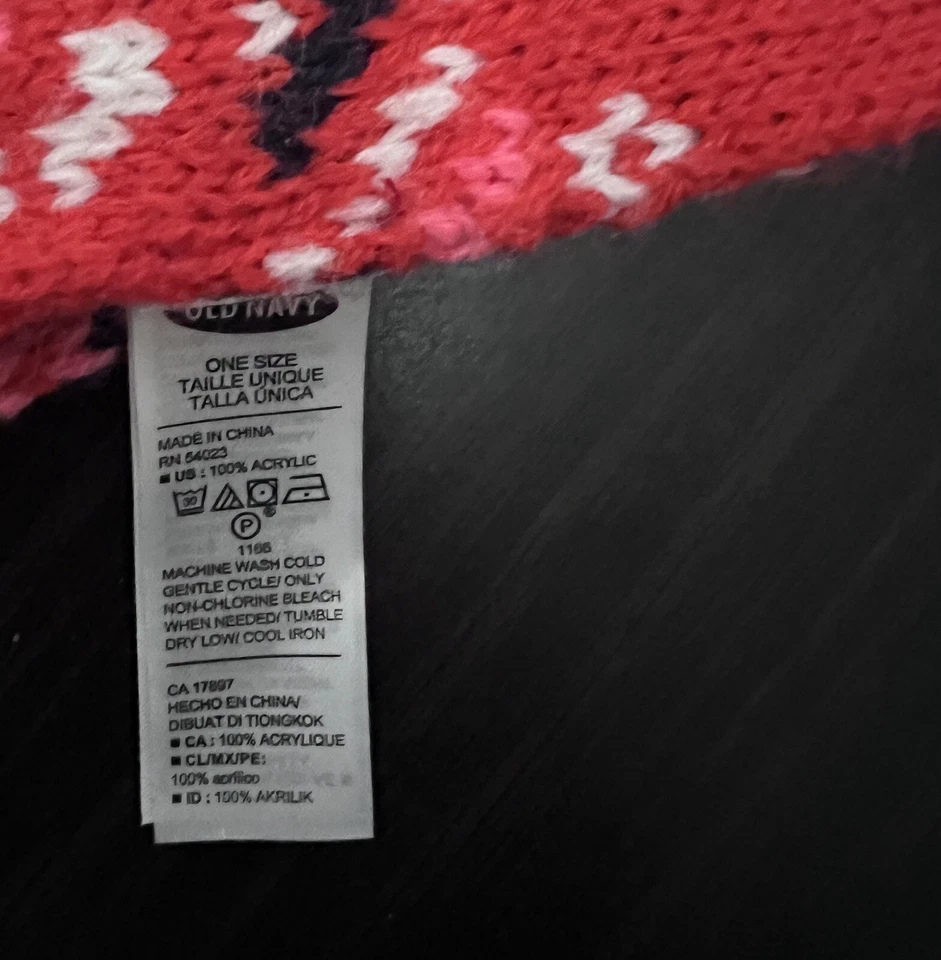 OLD NAVY
ONE SIZE
TAILLE UNIQUE
TALLA ÚNICA
MADE IN CHINA
RN 54023
■ US : 100% ACRYLIC
30
P
1166
MACHINE WASH COLD
GENTLE CYCLE/ ONLY
NON-CHLORINE BLEACH
WHEN NEEDED/ TUMBLE
DRY LOW/ COOL IRON
CA 17897
HECHO EN CHINA/
DIBUAT DI TIONGKOK
■ CA : 100% ACRYLIQUE
■ CL/MX/PE:
100% acrílico
■ ID : 100% AKRILIK